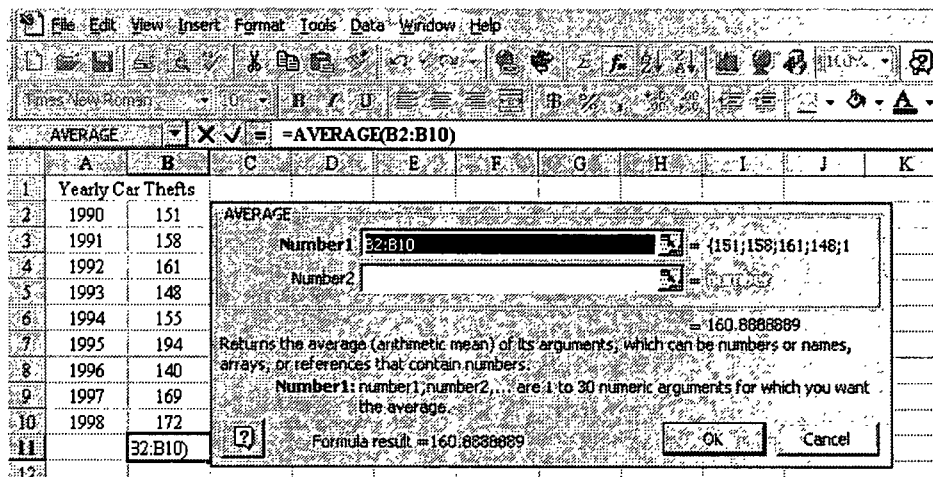 File Edit View Insert Format Tools Data Window Help
100%
Times New Roman 10 B I U % , A
AVERAGE = =AVERAGE(B2:B10)
A B C D E F G H I J K
1 Yearly Car Thefts
2 1990 151
3 1991 158
4 1992 161
5 1993 148
6 1994 155
7 1995 194
8 1996 140
9 1997 169
10 1998 172
11 B2:B10)
12
AVERAGE
Number1 B2:B10 = {151;158;161;148;1
Number2 =
= 160.8888889
Returns the average (arithmetic mean) of its arguments, which can be numbers or names,
arrays, or references that contain numbers.
Number1: number1,number2,... are 1 to 30 numeric arguments for which you want
the average.
Formula result =160.8888889 OK Cancel